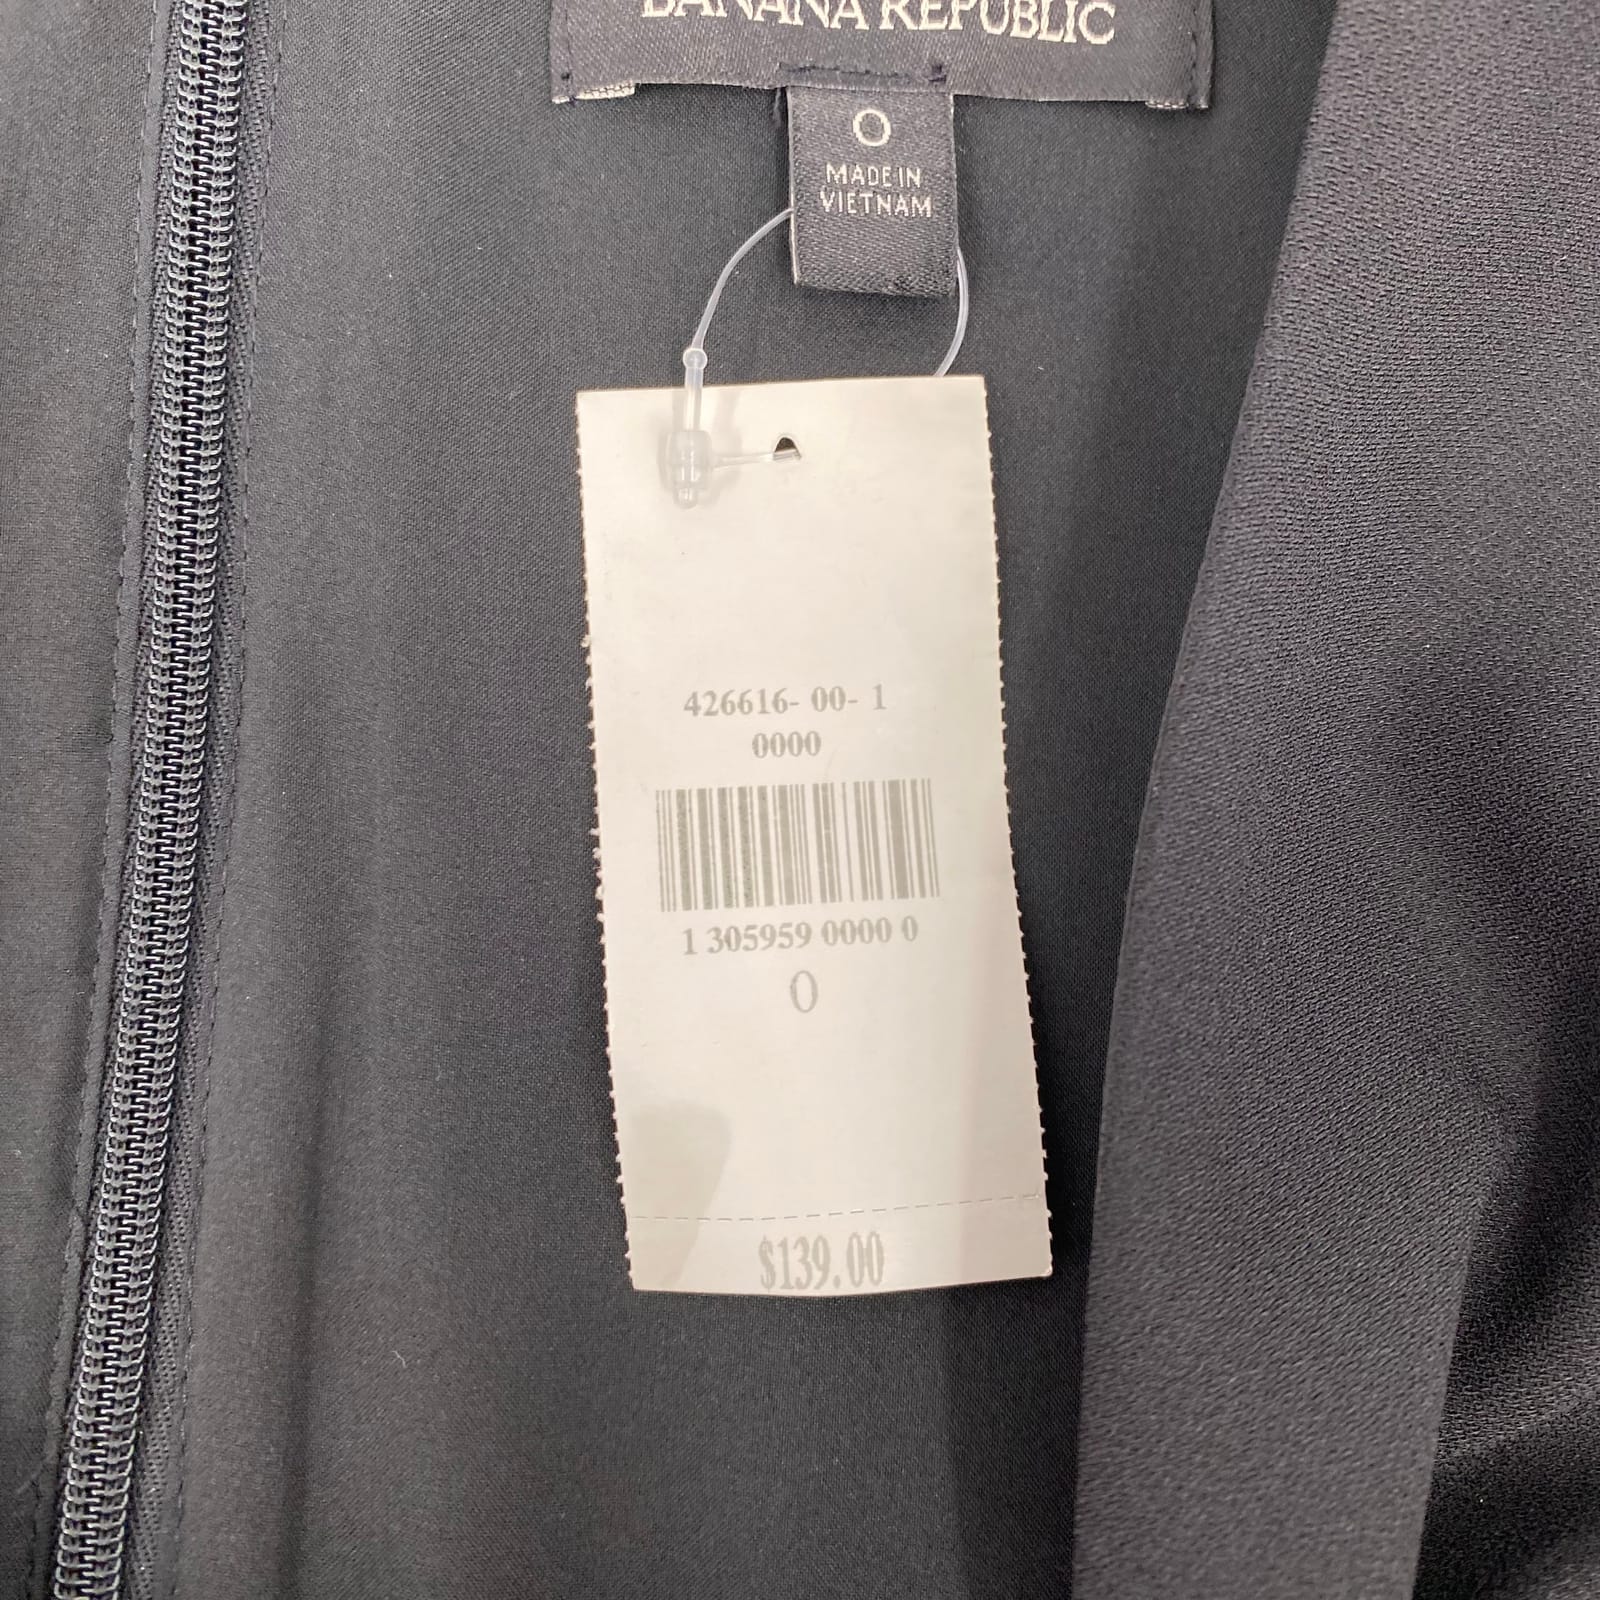 BANANA REPUBLIC
0
MADE IN
VIETNAM
426616- 00- 1
0000
1 305959 0000 0
0
$139.00